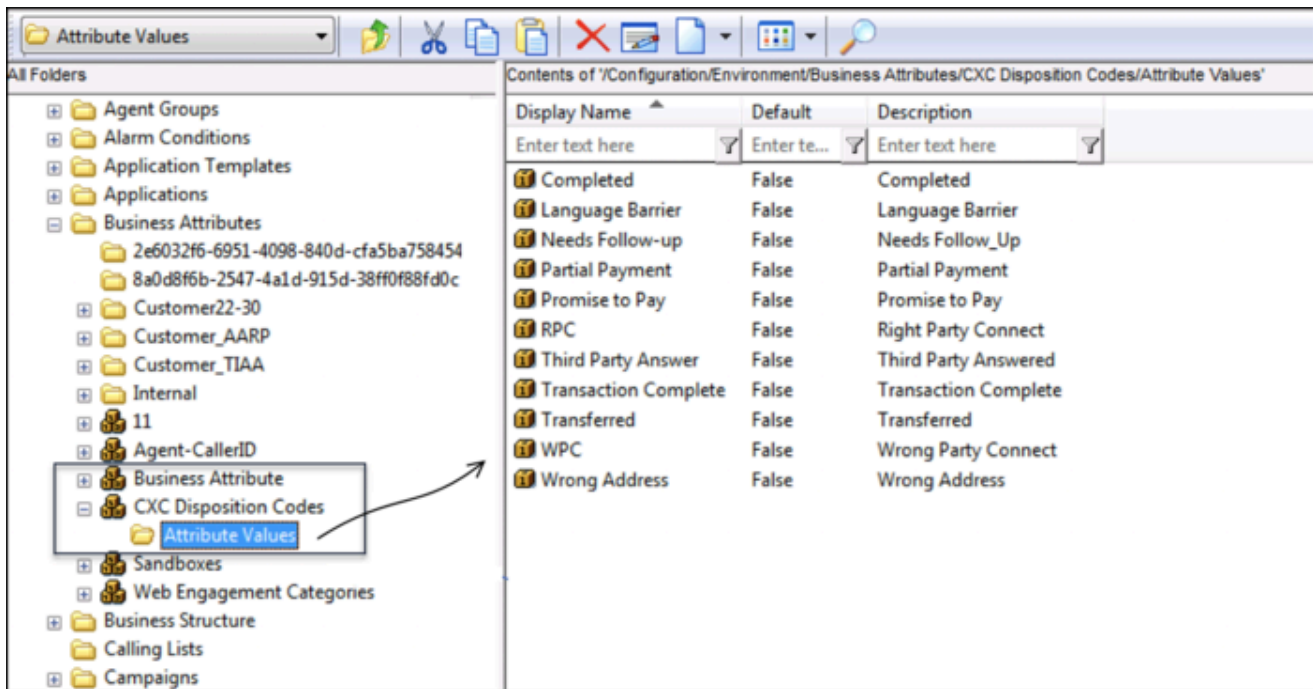 Attribute Values
All Folders
Agent Groups
Alarm Conditions
Application Templates
Applications
Business Attributes
2e6032f6-6951-4098-840d-cfa5ba758454
8a0d8f6b-2547-4a1d-915d-38ff0f88fd0c
Customer22-30
Customer_AARP
Customer_TIAA
Internal
11
Agent-CallerID
Business Attribute
CXC Disposition Codes
Attribute Values
Sandboxes
Web Engagement Categories
Business Structure
Calling Lists
Campaigns
Contents of '/Configuration/Environment/Business Attributes/CXC Disposition Codes/Attribute Values'
Display Name Default Description
Enter text here Enter te... Enter text here
Completed False Completed
Language Barrier False Language Barrier
Needs Follow-up False Needs Follow_Up
Partial Payment False Partial Payment
Promise to Pay False Promise to Pay
RPC False Right Party Connect
Third Party Answer False Third Party Answered
Transaction Complete False Transaction Complete
Transferred False Transferred
WPC False Wrong Party Connect
Wrong Address False Wrong Address